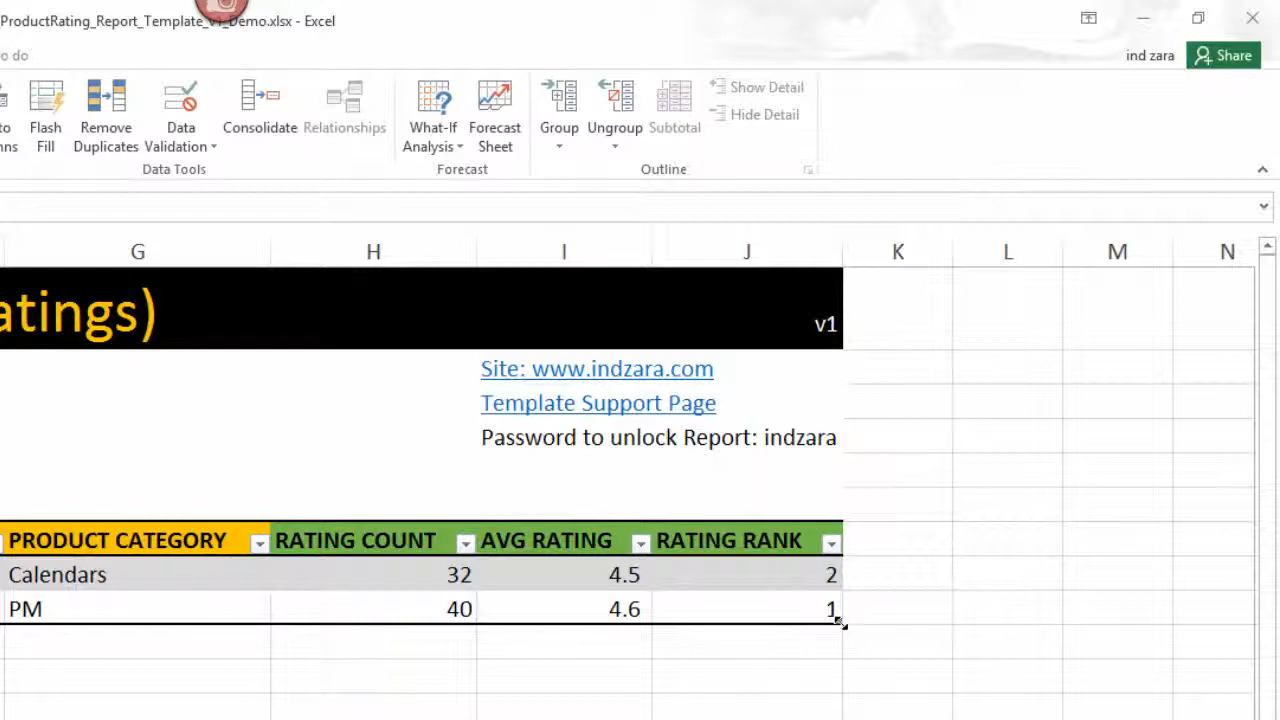 ProductRating_Report_Template_v1_Demo.xlsx - Excel
o do
ind zara
Share
Flash Fill
Remove Duplicates
Data Validation
Consolidate
Relationships
What-If Analysis
Forecast Sheet
Group
Ungroup
Subtotal
Show Detail
Hide Detail
Data Tools
Forecast
Outline
G H I J K L M N
atings)
v1
Site: www.indzara.com
Template Support Page
Password to unlock Report: indzara
PRODUCT CATEGORY RATING COUNT AVG RATING RATING RANK
Calendars 32 4.5 2
PM 40 4.6 1